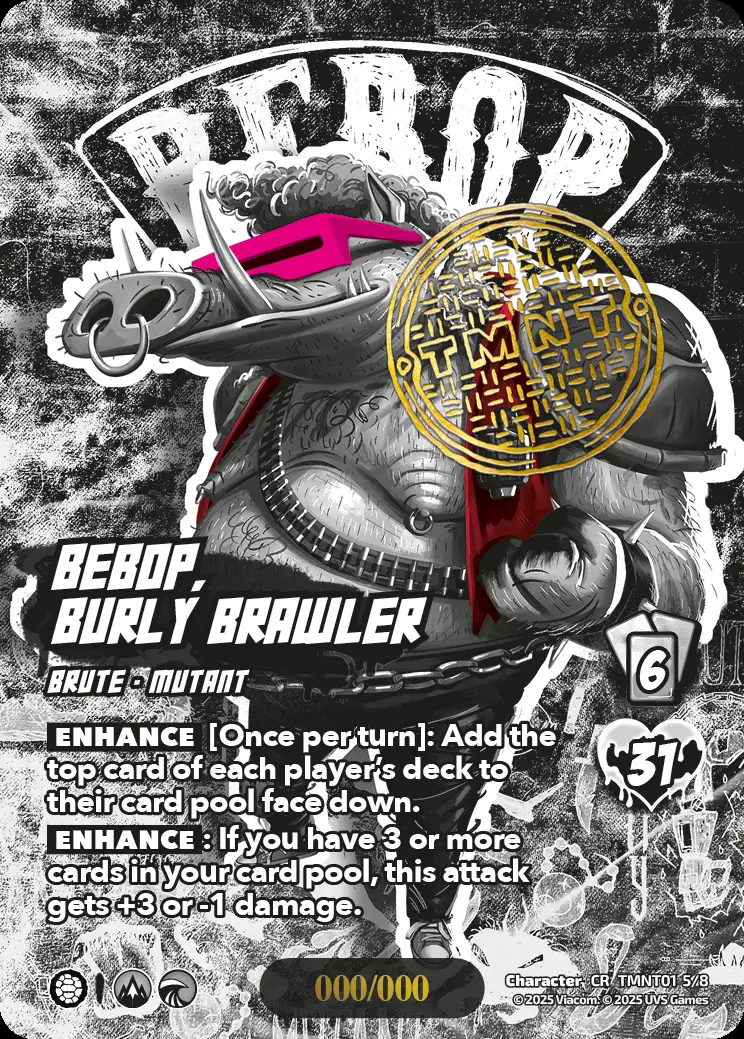 BEBOP
TMNT
BEBOP,
BURLY BRAWLER
BRUTE · MUTANT
6
ENHANCE [Once per turn]: Add the
top card of each player's deck to
their card pool face down.
31
ENHANCE : If you have 3 or more
cards in your card pool, this attack
gets +3 or -1 damage.
000/000
Character CR TMNT01 5/8
© 2025 Viacom. © 2025 UVS Games